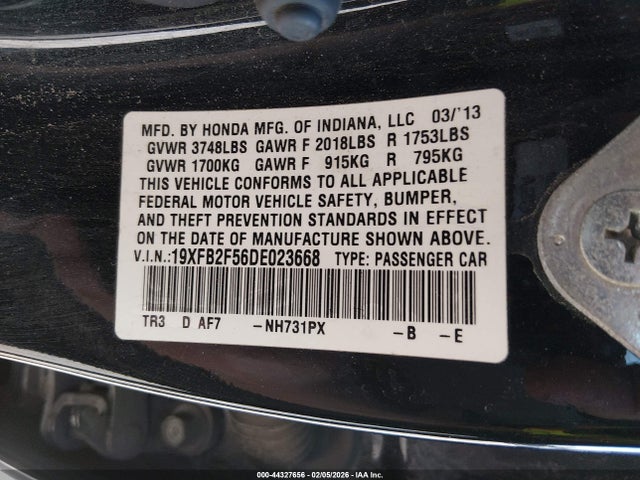 MFD. BY HONDA MFG. OF INDIANA, LLC 03/'13
GVWR 3748LBS GAWR F 2018LBS R 1753LBS
GVWR 1700KG GAWR F 915KG R 795KG
THIS VEHICLE CONFORMS TO ALL APPLICABLE
FEDERAL MOTOR VEHICLE SAFETY, BUMPER,
AND THEFT PREVENTION STANDARDS IN EFFECT
ON THE DATE OF MANUFACTURE SHOWN ABOVE.
V.I.N.:19XFB2F56DE023668 TYPE: PASSENGER CAR
TR3 D AF7 -NH731PX -B -E
000-44327656 - 02/05/2026 - IAA Inc.